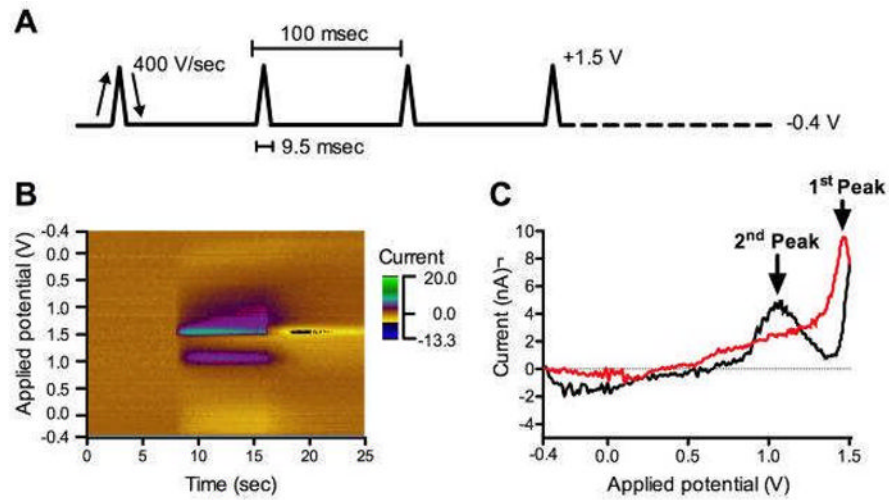 A
100 msec
400 V/sec
+1.5 V
-0.4 V
9.5 msec
B
Applied potential (V)
-0.4
0.0
0.5
1.0
1.5
1.0
0.5
0.0
-0.4
0 5 10 15 20 25
Time (sec)
Current
20.0
0.0
-13.3
C
1st Peak
2nd Peak
Current (nA)¬
10
8
6
4
2
0
-2
-4
-0.4 0.0 0.5 1.0 1.5
Applied potential (V)